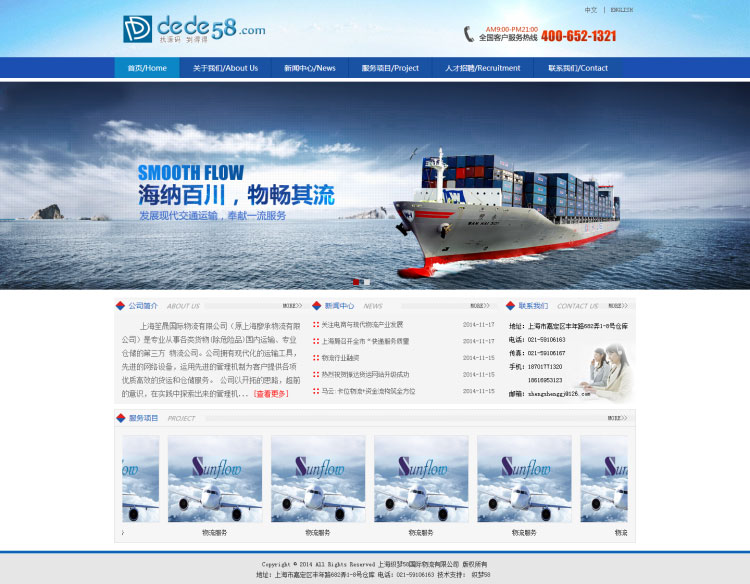 中文 | ENGLISH
dede58.com
找源码 到得得
AM9:00-PM21:00
全国客户服务热线 400-652-1321
首页/Home 关于我们/About Us 新闻中心/News 服务项目/Project 人才招聘/Recruitment 联系我们/Contact
SMOOTH FLOW
海纳百川，物畅其流
发展现代交通运输，奉献一流服务
公司简介 ABOUT US MORE>>
上海笙晟国际物流有限公司（原上海廖承物流有限
公司）是专业从事各类货物（除危险品）国内运输、专业
仓储的第三方 物流公司。公司拥有现代化的运输工具，
先进的网络设备，运用先进的管理机制为客户提供各项
优质高效的货运和仓储服务。 公司以开拓的思路，超前
的意识，在实践中探索出来的管理机... [查看更多]
新闻中心 NEWS MORE>>
关注电商与现代物流产业发展 2014-11-17
上海局召开全市“快递服务质量 2014-11-17
物流行业融资 2014-11-15
热烈祝贺臻达货运网站升级成功 2014-11-15
马云:卡位物流+资金流构筑全方位 2014-11-15
联系我们 CONTACT US MORE>>
地址：上海市嘉定区丰年路682弄1-8号仓库
电话：021-59106163
传真：021-59106167
手机：18701771320
18616953123
邮箱：shengshenggj@126.com
服务项目 PROJECT MORE>>
low Sunflow Sunflow Sunflow Sunflow Sunf
物流服务 物流服务 物流服务 物流服务 物流
Copyright © 2014 All Rights Reserved 上海织梦58国际物流有限公司 版权所有
地址：上海市嘉定区丰年路682弄1-8号仓库 电话：021-59106163 技术支持： 织梦58